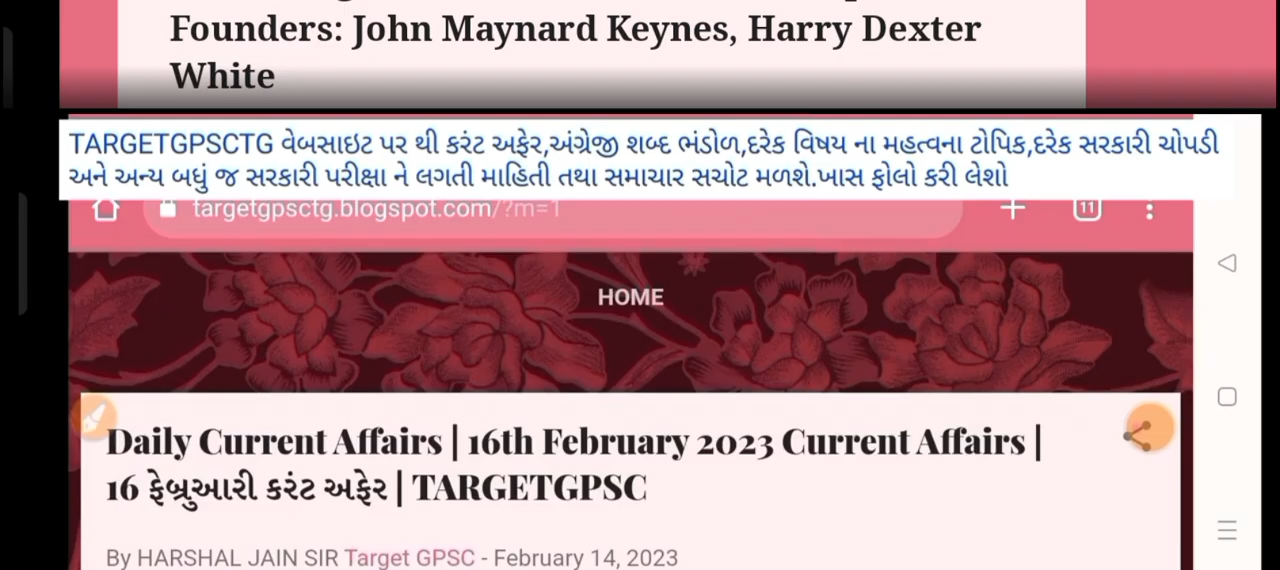 Founders: John Maynard Keynes, Harry Dexter
White
TARGETGPSCTG વેબસાઇટ પર થી કરંટ અફેર,અંગ્રેજી શબ્દ ભંડોળ,દરેક વિષય ના મહત્વના ટોપિક,દરેક સરકારી ચોપડી
અને અન્ય બધું જ સરકારી પરીક્ષા ને લગતી માહિતી તથા સમાચાર સચોટ મળશે.ખાસ ફોલો કરી લેશો
targetgpsctg.blogspot.com/?m=1
11
HOME
Daily Current Affairs | 16th February 2023 Current Affairs |
16 ફેબ્રુઆરી કરંટ અફેર | TARGETGPSC
By HARSHAL JAIN SIR Target GPSC - February 14, 2023